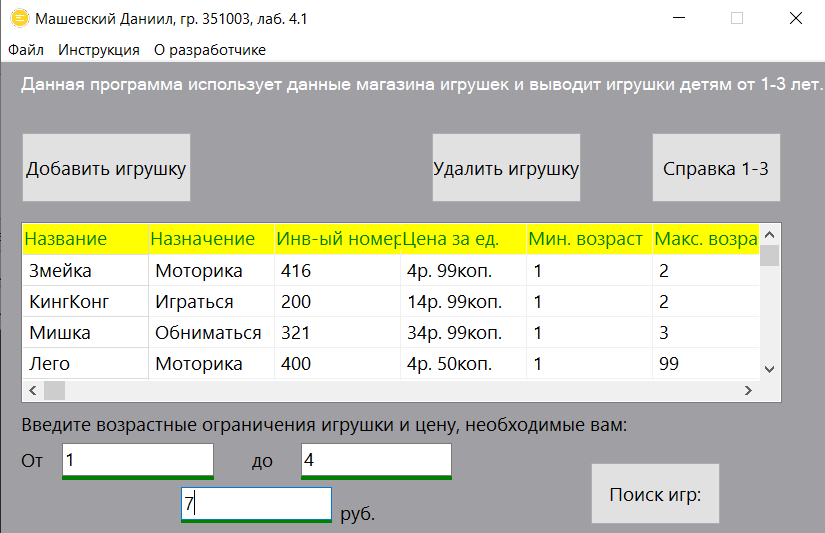 Машевский Даниил, гр. 351003, лаб. 4.1
Файл Инструкция О разработчике
Данная программа использует данные магазина игрушек и выводит игрушки детям от 1-3 лет.
Добавить игрушку Удалить игрушку Справка 1-3
Название Назначение Инв-ый номер Цена за ед. Мин. возраст Макс. возра
Змейка Моторика 416 4р. 99коп. 1 2
КингКонг Играться 200 14р. 99коп. 1 2
Мишка Обниматься 321 34р. 99коп. 1 3
Лего Моторика 400 4р. 50коп. 1 99
Введите возрастные ограничения игрушки и цену, необходимые вам:
От 1 до 4
Поиск игр:
7 руб.